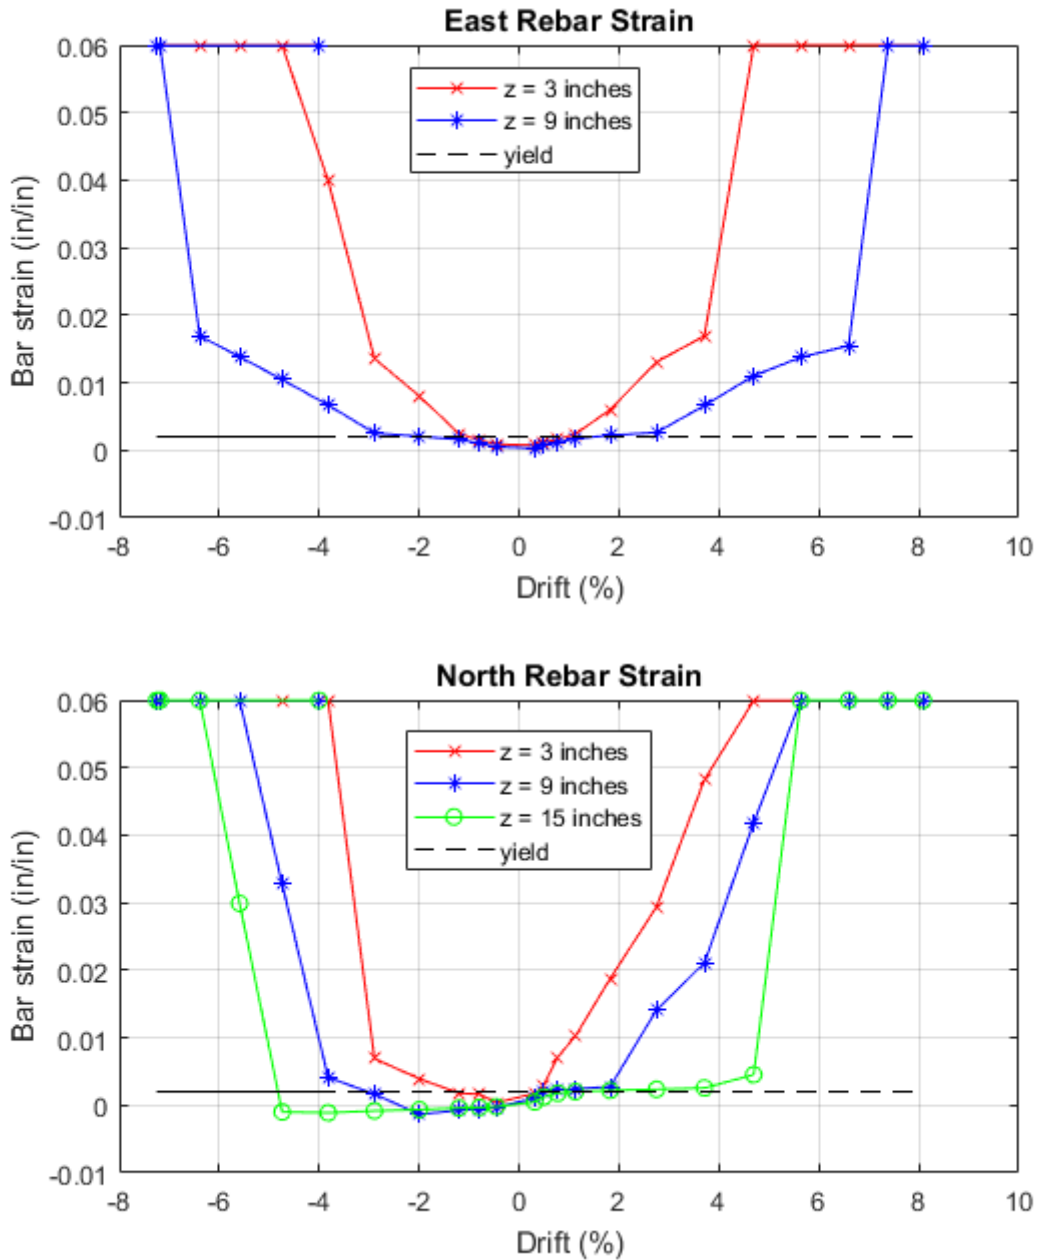 East Rebar Strain
0.06
0.05
0.04
0.03
0.02
0.01
0
-0.01
Bar strain (in/in)
z = 3 inches
z = 9 inches
yield
-8 -6 -4 -2 0 2 4 6 8 10
Drift (%)
North Rebar Strain
0.06
0.05
0.04
0.03
0.02
0.01
0
-0.01
Bar strain (in/in)
z = 3 inches
z = 9 inches
z = 15 inches
yield
-8 -6 -4 -2 0 2 4 6 8 10
Drift (%)